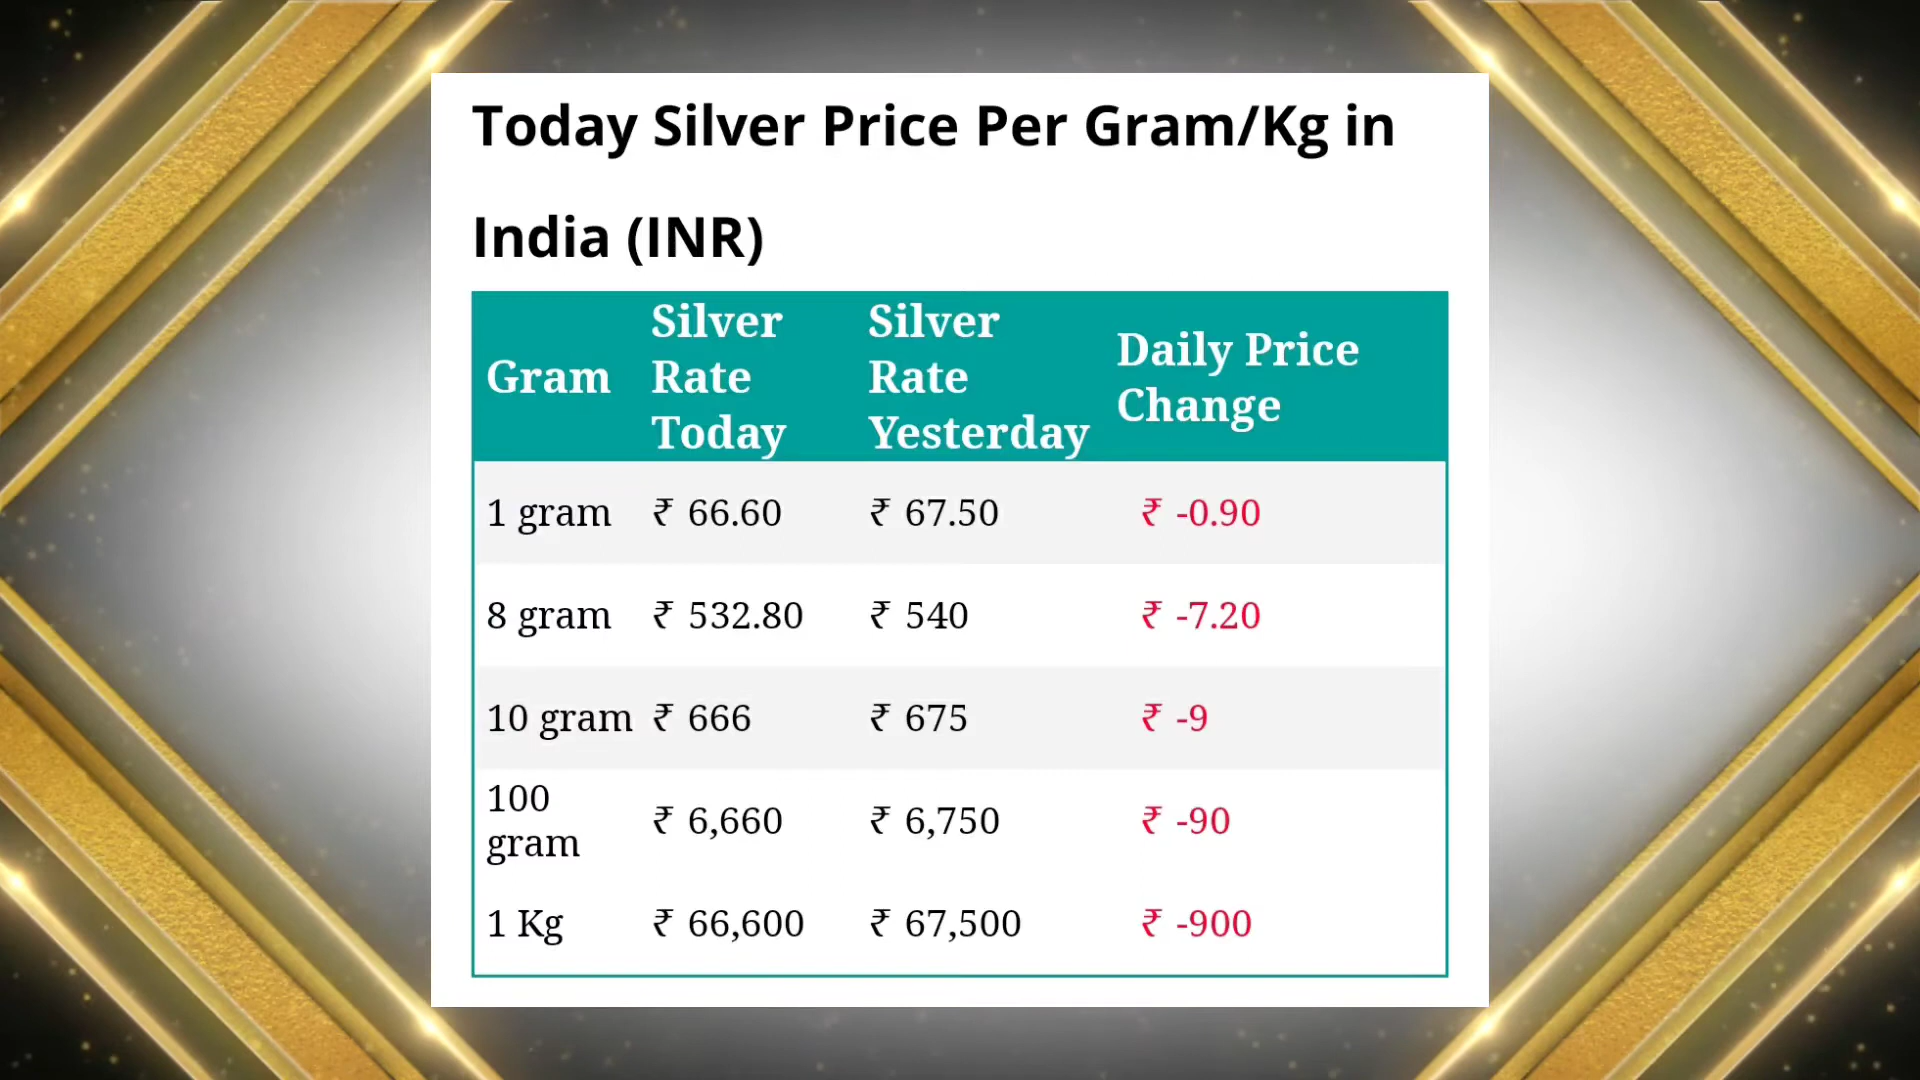 Today Silver Price Per Gram/Kg in
India (INR)
Gram
Silver
Rate
Today
Silver
Rate
Yesterday
Daily Price
Change
1 gram ₹ 66.60 ₹ 67.50 ₹ -0.90
8 gram ₹ 532.80 ₹ 540 ₹ -7.20
10 gram ₹ 666 ₹ 675 ₹ -9
100
gram
₹ 6,660 ₹ 6,750 ₹ -90
1 Kg ₹ 66,600 ₹ 67,500 ₹ -900